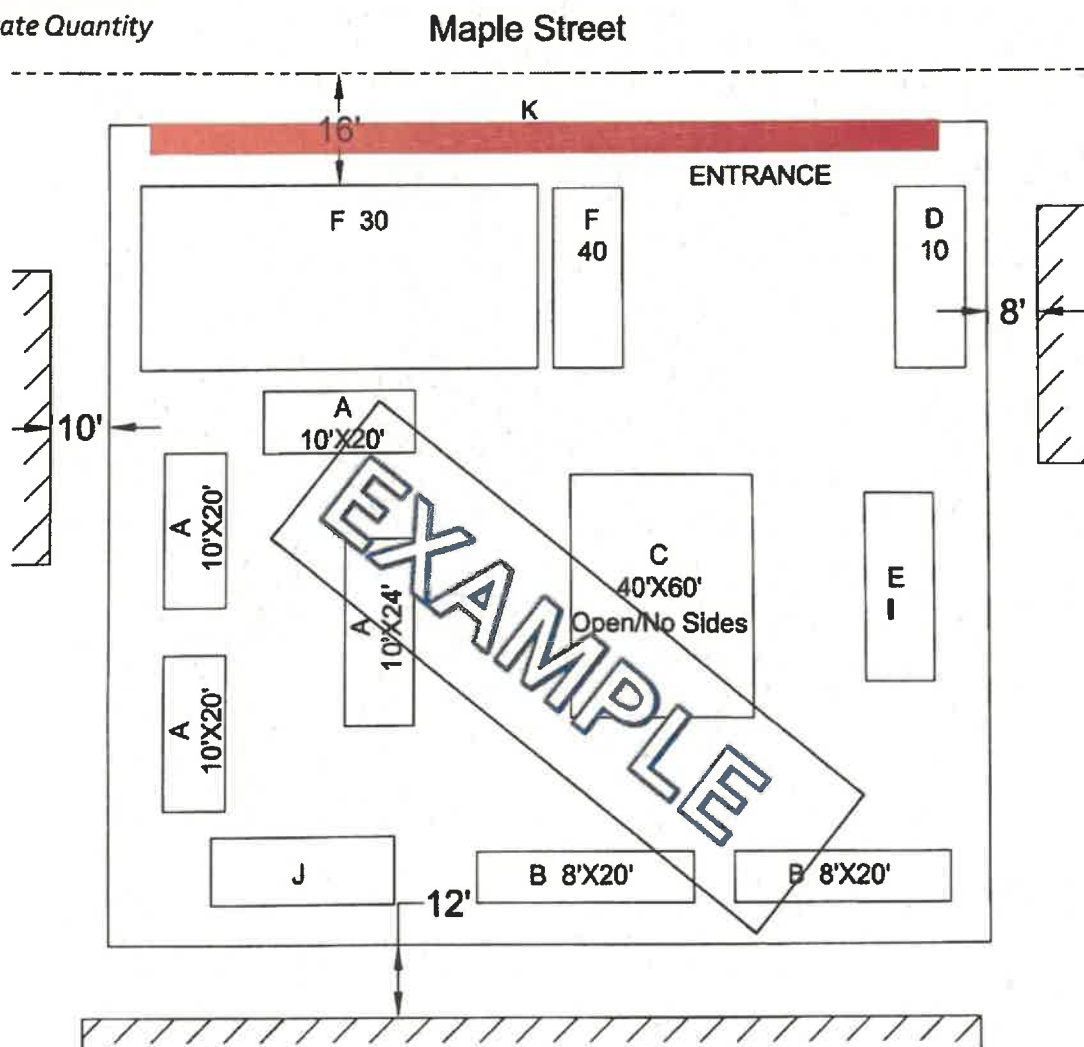 ate Quantity
Maple Street
K
16'
ENTRANCE
F 30
F
40
D
10
8'
10'
A
10'X20'
A
10'X20'
A
10'X24'
C
40'X60'
Open/No Sides
E
I
EXAMPLE
A
10'X20'
J
B 8'X20'
B 8'X20'
12'